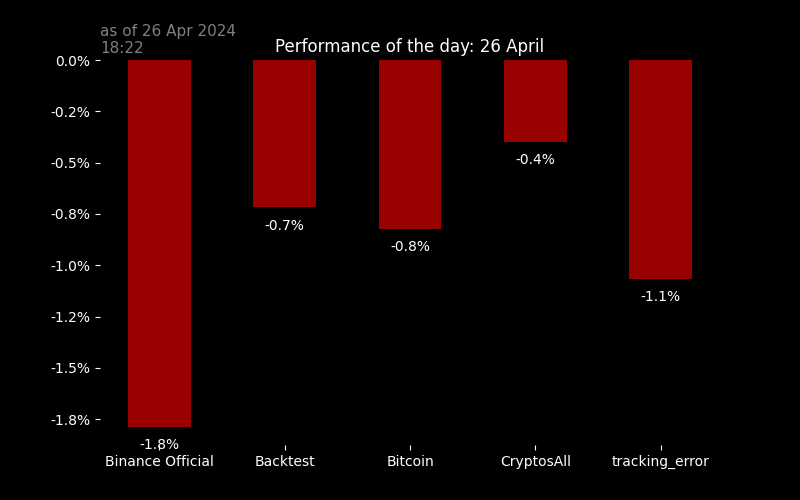 as of 26 Apr 2024
18:22
Performance of the day: 26 April
0.0%
-0.2%
-0.5%
-0.8%
-1.0%
-1.2%
-1.5%
-1.8%
-1.8%
-0.7%
-0.8%
-0.4%
-1.1%
Binance Official
Backtest
Bitcoin
CryptosAll
tracking_error